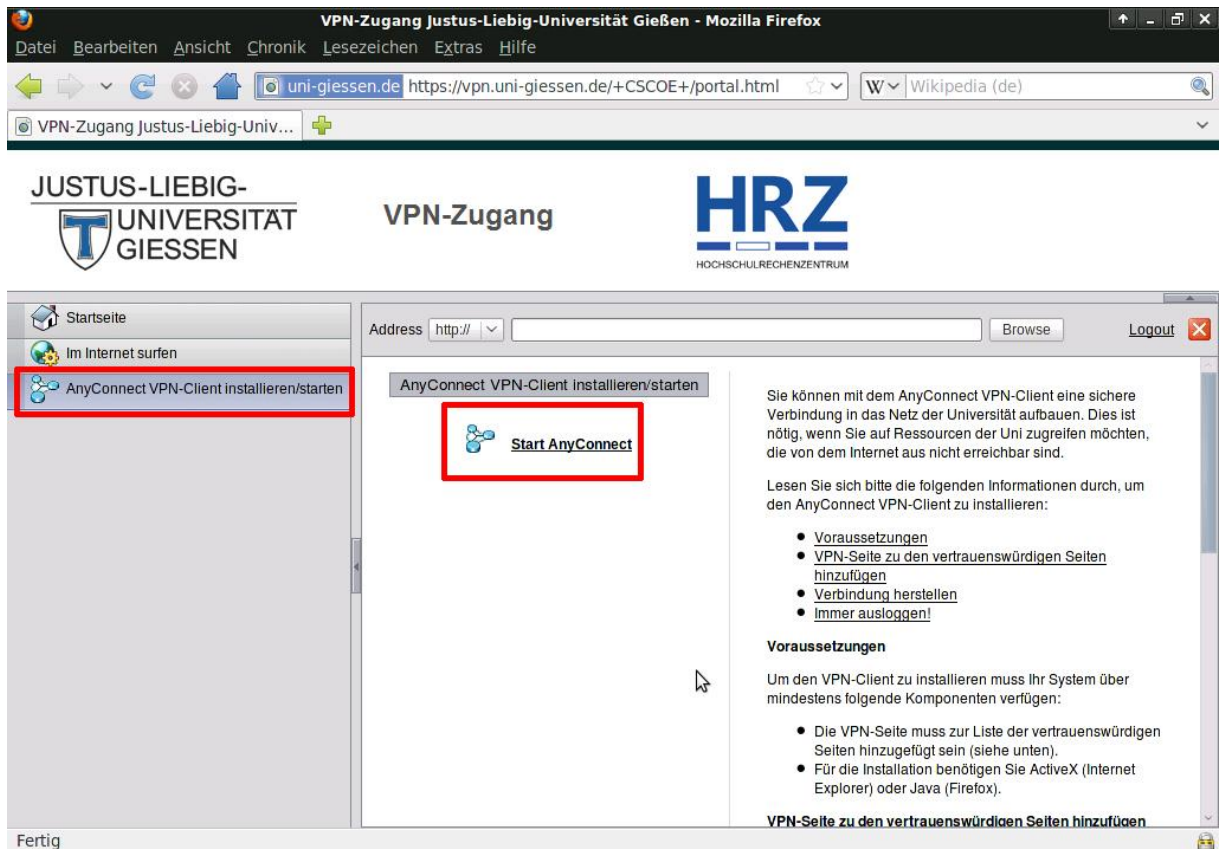 VPN-Zugang Justus-Liebig-Universität Gießen - Mozilla Firefox
Datei Bearbeiten Ansicht Chronik Lesezeichen Extras Hilfe
uni-giessen.de https://vpn.uni-giessen.de/+CSCOE+/portal.html
W Wikipedia (de)
VPN-Zugang Justus-Liebig-Univ...
JUSTUS-LIEBIG-
UNIVERSITÄT
GIESSEN
VPN-Zugang
HRZ
HOCHSCHULRECHENZENTRUM
Startseite
Im Internet surfen
AnyConnect VPN-Client installieren/starten
Address http:// Browse Logout
AnyConnect VPN-Client installieren/starten
Start AnyConnect
Sie können mit dem AnyConnect VPN-Client eine sichere
Verbindung in das Netz der Universität aufbauen. Dies ist
nötig, wenn Sie auf Ressourcen der Uni zugreifen möchten,
die von dem Internet aus nicht erreichbar sind.
Lesen Sie sich bitte die folgenden Informationen durch, um
den AnyConnect VPN-Client zu installieren:
Voraussetzungen
VPN-Seite zu den vertrauenswürdigen Seiten
hinzufügen
Verbindung herstellen
Immer ausloggen!
Voraussetzungen
Um den VPN-Client zu installieren muss Ihr System über
mindestens folgende Komponenten verfügen:
Die VPN-Seite muss zur Liste der vertrauenswürdigen
Seiten hinzugefügt sein (siehe unten).
Für die Installation benötigen Sie ActiveX (Internet
Explorer) oder Java (Firefox).
VPN-Seite zu den vertrauenswürdigen Seiten hinzufügen
Fertig